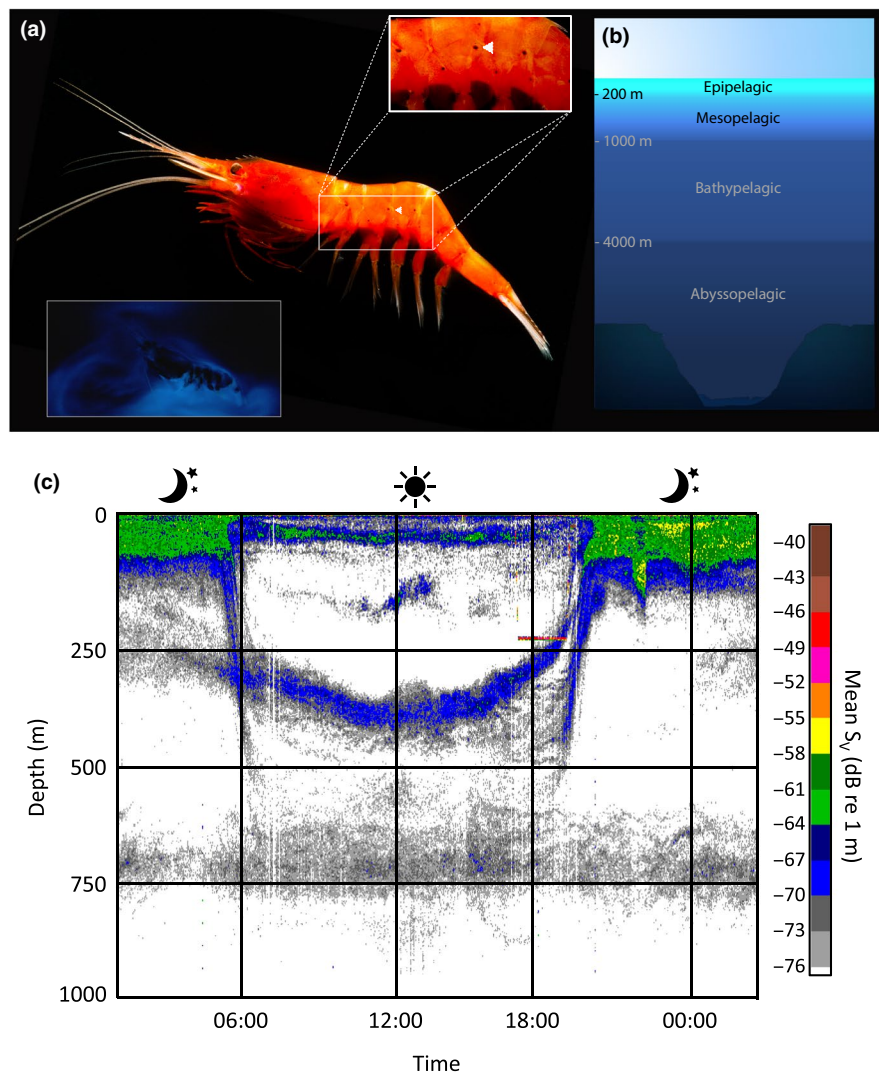 (a)
(b)
Epipelagic
200 m
Mesopelagic
1000 m
Bathypelagic
4000 m
Abyssopelagic
(c)
0
250
500
750
1000
Depth (m)
06:00
12:00
18:00
00:00
Time
−40
−43
−46
−49
−52
−55
−58
−61
−64
−67
−70
−73
−76
Mean SV (dB re 1 m)